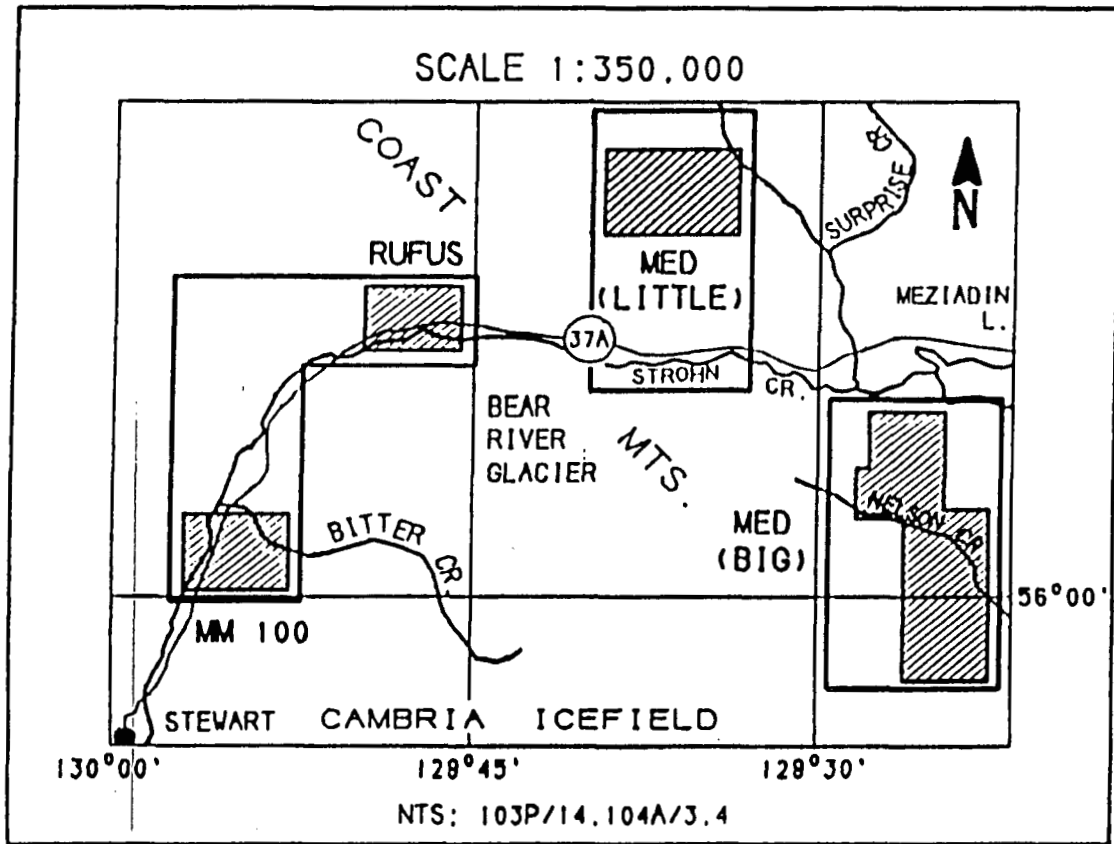 SCALE 1:350,000
COAST
SURPRISE CR
N
RUFUS
MED
(LITTLE)
MEZIADIN
L.
37A
STROHN CR.
BEAR
RIVER
GLACIER
MTS.
NELSON CR.
MED
(BIG)
BITTER CR.
56°00'
MM 100
STEWART
CAMBRIA ICEFIELD
130°00'
128°45'
128°30'
NTS: 103P/14,104A/3,4